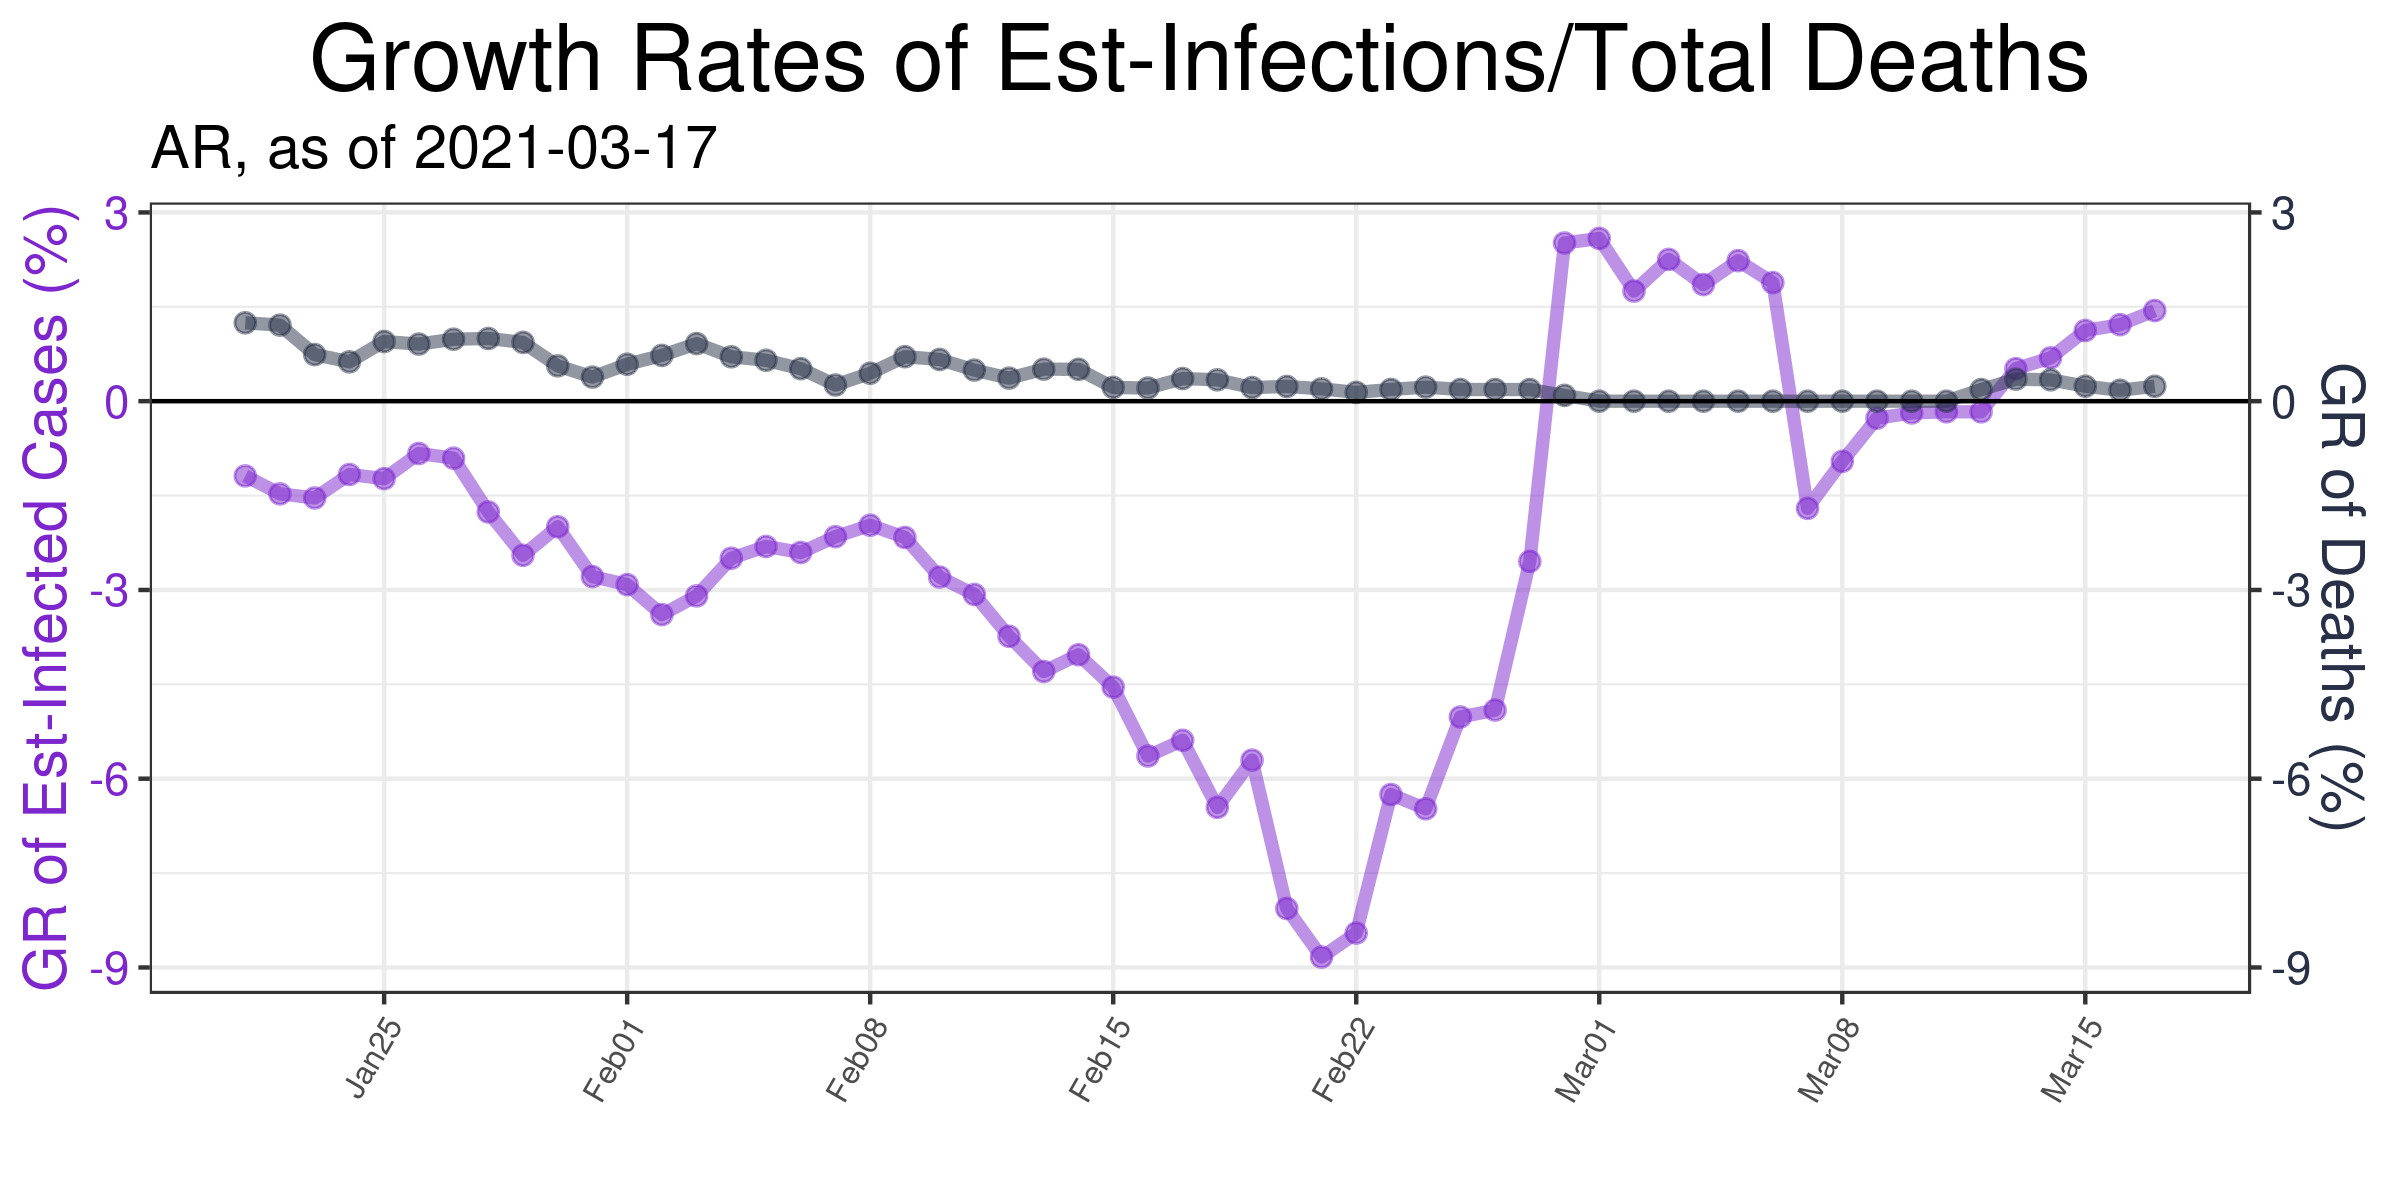 Growth Rates of Est-Infections/Total Deaths
AR, as of 2021-03-17
GR of Est-Infected Cases (%)
3
0
-3
-6
-9
3
0
-3
-6
-9
GR of Deaths (%)
Jan25
Feb01
Feb08
Feb15
Feb22
Mar01
Mar08
Mar15